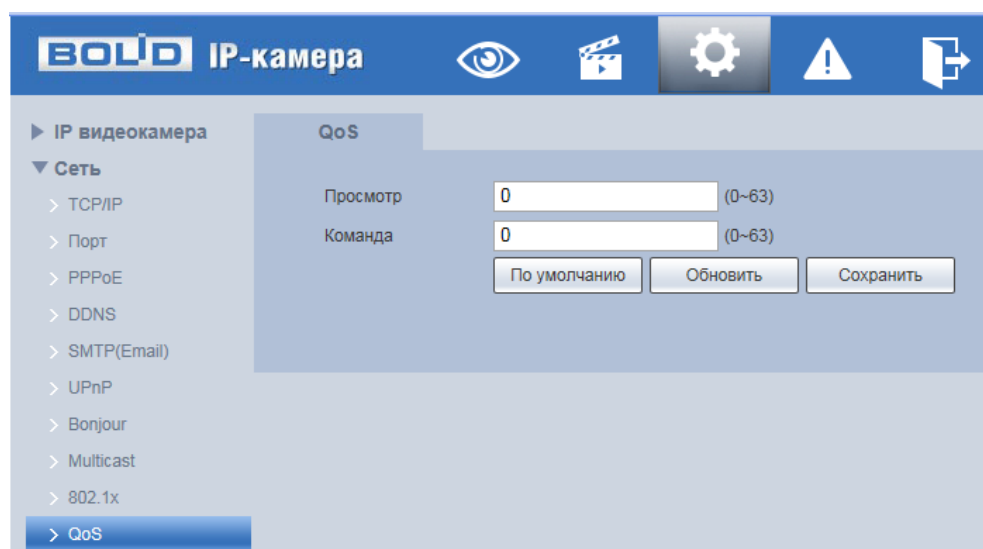 BOLID IP-камера
IP видеокамера
Сеть
TCP/IP
Порт
PPPoE
DDNS
SMTP(Email)
UPnP
Bonjour
Multicast
802.1x
QoS
QoS
Просмотр 0 (0~63)
Команда 0 (0~63)
По умолчанию Обновить Сохранить